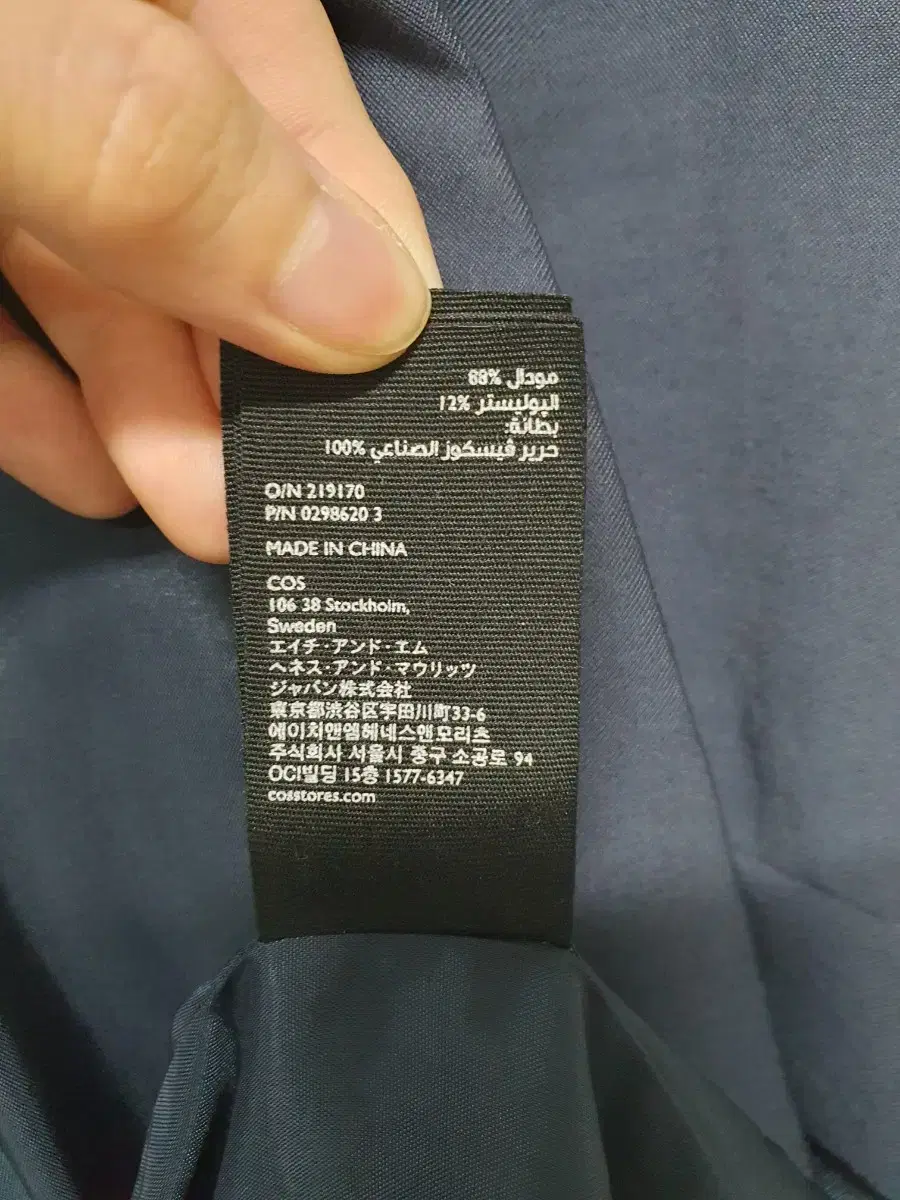 مودال 88%
البوليستر 12%
بطانة:
حرير ڤيسكوز الصناعي 100%
O/N 219170
P/N 0298620 3
MADE IN CHINA
COS
106 38 Stockholm,
Sweden
エイチ・アンド・エム
ヘネス・アンド・マウリッツ
ジャパン株式会社
東京都渋谷区宇田川町33-6
에이치앤엠헤네스앤모리츠
주식회사 서울시 중구 소공로 94
OCI빌딩 15층 1577-6347
cosstores.com